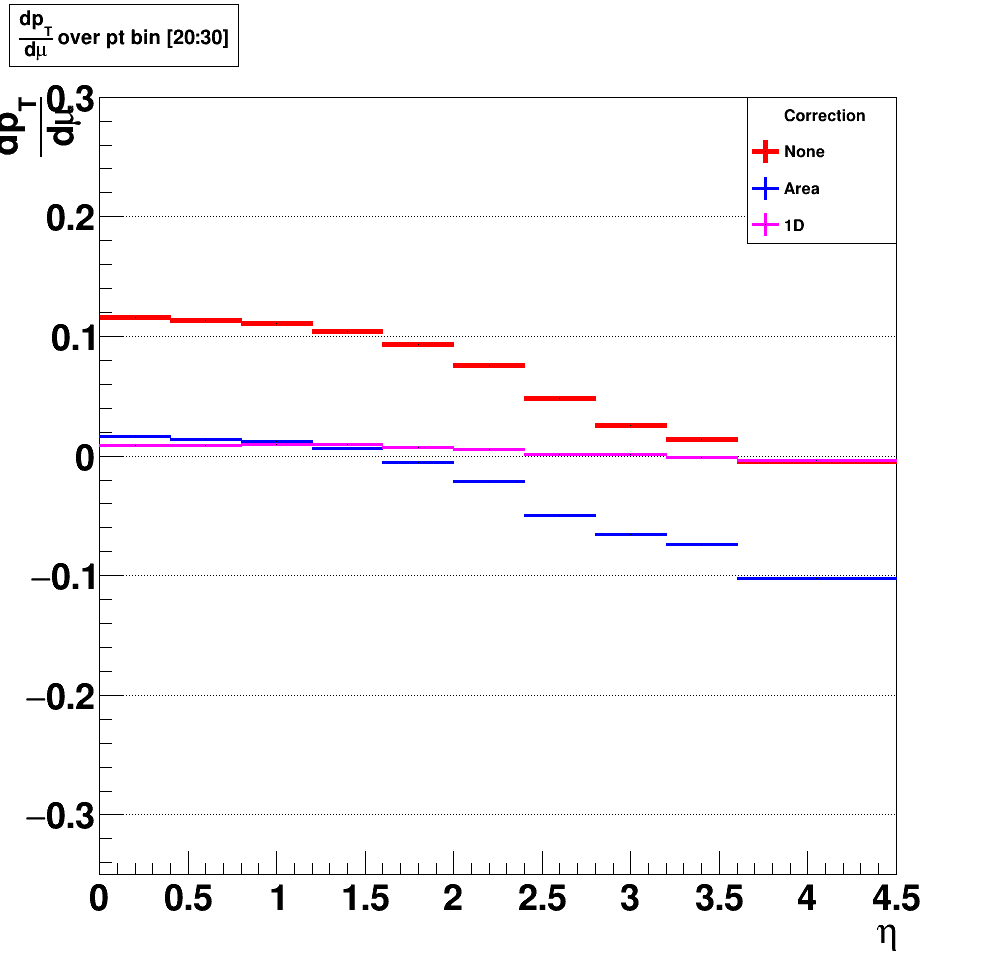 dp_T
dμ
over pt bin [20:30]
dp_T
dμ
0.3
0.2
0.1
0
−0.1
−0.2
−0.3
Correction
None
Area
1D
0 0.5 1 1.5 2 2.5 3 3.5 4 4.5
η